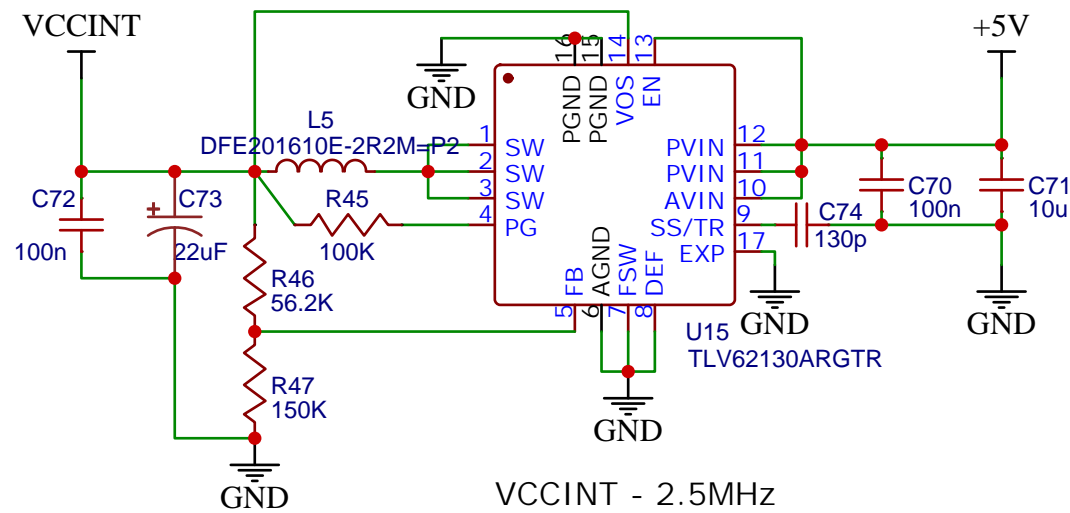 VCCINT
+5V
GND
16
15
14
13
PGND
PGND
VOS
EN
L5
DFE201610E-2R2M=P2
1
SW
2
SW
3
SW
4
PG
PVIN
12
PVIN
11
AVIN
10
SS/TR
9
EXP
17
C72
100n
C73
+
22uF
R45
100K
C74
130p
C70
100n
C71
10u
R46
56.2K
FB
AGND
FSW
DEF
5
6
7
8
U15
TLV62130ARGTR
GND
GND
R47
150K
GND
GND
VCCINT - 2.5MHz